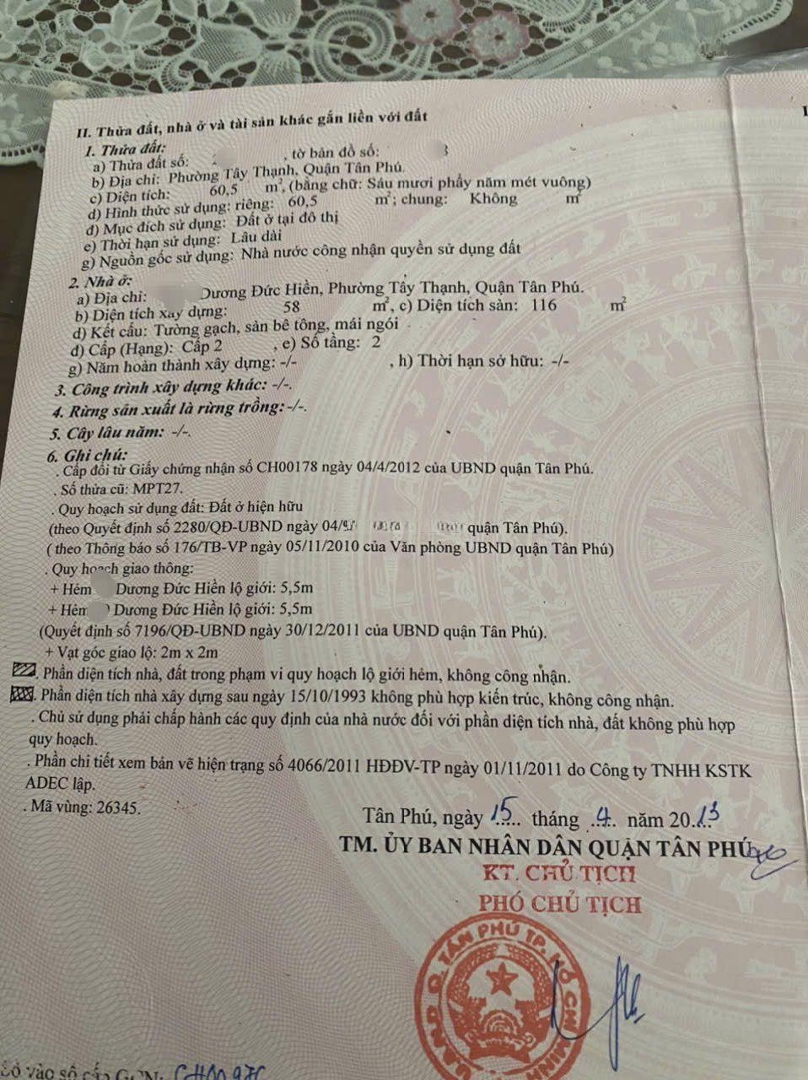 II. Thửa đất, nhà ở và tài sản khác gắn liền với đất
1. Thửa đất:
a) Thửa đất số: , tờ bản đồ số: 3
b) Địa chỉ: Phường Tây Thạnh, Quận Tân Phú.
c) Diện tích: 60,5 m², (bằng chữ: Sáu mươi phẩy năm mét vuông)
d) Hình thức sử dụng: riêng: 60,5 m²; chung: Không m²
đ) Mục đích sử dụng: Đất ở tại đô thị
e) Thời hạn sử dụng: Lâu dài
g) Nguồn gốc sử dụng: Nhà nước công nhận quyền sử dụng đất
2. Nhà ở:
a) Địa chỉ: Dương Đức Hiền, Phường Tây Thạnh, Quận Tân Phú.
b) Diện tích xây dựng: 58 m², c) Diện tích sàn: 116 m²
d) Kết cấu: Tường gạch, sàn bê tông, mái ngói
đ) Cấp (Hạng): Cấp 2 , e) Số tầng: 2
g) Năm hoàn thành xây dựng: -/- , h) Thời hạn sở hữu: -/-
3. Công trình xây dựng khác: -/-.
4. Rừng sản xuất là rừng trồng: -/-.
5. Cây lâu năm: -/-.
6. Ghi chú:
. Cấp đổi từ Giấy chứng nhận số CH00178 ngày 04/4/2012 của UBND quận Tân Phú.
. Số thửa cũ: MPT27.
. Quy hoạch sử dụng đất: Đất ở hiện hữu
(theo Quyết định số 2280/QĐ-UBND ngày 04/ quận Tân Phú).
( theo Thông báo số 176/TB-VP ngày 05/11/2010 của Văn phòng UBND quận Tân Phú)
. Quy hoạch giao thông:
+ Hẻm Dương Đức Hiền lộ giới: 5,5m
+ Hẻm Dương Đức Hiền lộ giới: 5,5m
(Quyết định số 7196/QĐ-UBND ngày 30/12/2011 của UBND quận Tân Phú).
+ Vạt góc giao lộ: 2m x 2m
. Phần diện tích nhà, đất trong phạm vi quy hoạch lộ giới hẻm, không công nhận.
. Phần diện tích nhà xây dựng sau ngày 15/10/1993 không phù hợp kiến trúc, không công nhận.
. Chủ sử dụng phải chấp hành các quy định của nhà nước đối với phần diện tích nhà, đất không phù hợp
quy hoạch.
. Phần chi tiết xem bản vẽ hiện trạng số 4066/2011 HĐĐV-TP ngày 01/11/2011 do Công ty TNHH KSTK
ADEC lập.
. Mã vùng: 26345.
Tân Phú, ngày 15 tháng 4 năm 2013
TM. ỦY BAN NHÂN DÂN QUẬN TÂN PHÚ
KT. CHỦ TỊCH
PHÓ CHỦ TỊCH
U.B.N.D Q. TÂN PHÚ TP. HỒ CHÍ MINH
Số vào sổ cấp GCN: